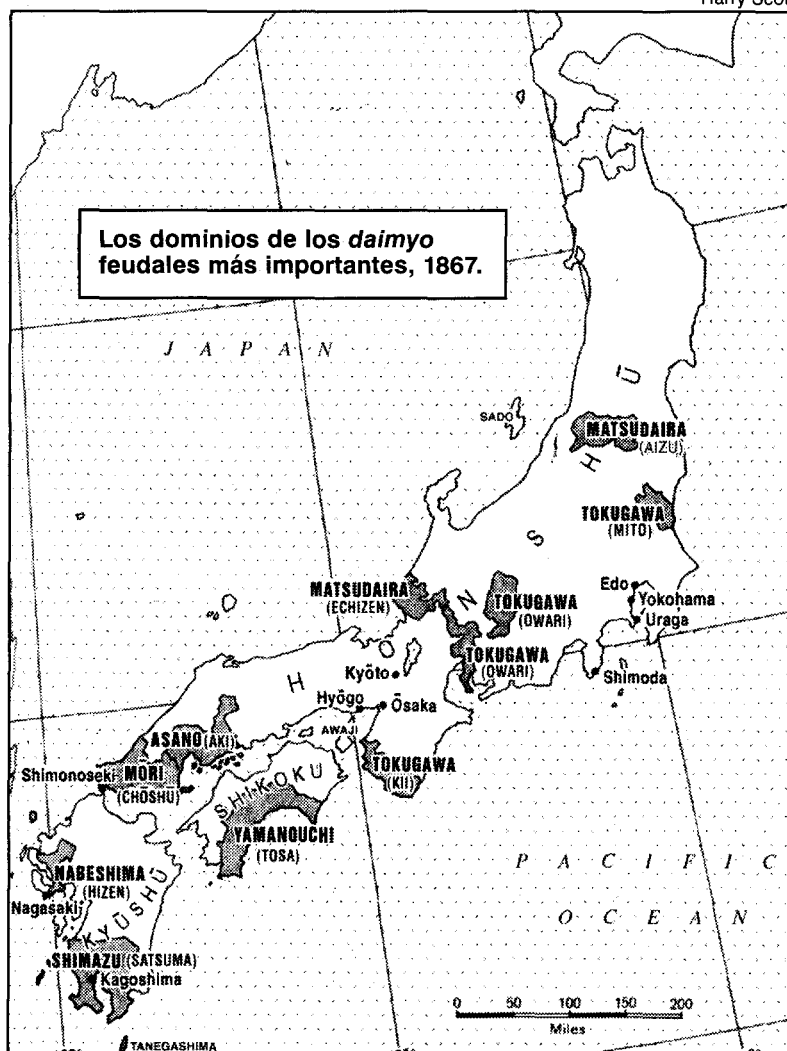 Harry Scot
Los dominios de los daimyo
feudales más importantes, 1867.
J A P A N
SADO
H O N S H Ū
MATSUDAIRA
(AIZU)
TOKUGAWA
(MITO)
MATSUDAIRA
(ECHIZEN)
TOKUGAWA
(OWARI)
TOKUGAWA
(OWARI)
Edo
Yokohama
Uraga
Shimoda
Kyōto
Hyōgo
Ōsaka
AWAJI
ASANO (AKI)
TOKUGAWA
(KII)
Shimonoseki
MORI
(CHŌSHŪ)
SHIKOKU
YAMANOUCHI
(TOSA)
NABESHIMA
(HIZEN)
Nagasaki
KYŪSHŪ
SHIMAZU (SATSUMA)
Kagoshima
TANEGASHIMA
P A C I F I C
O C E A N
0 50 100 150 200
Miles